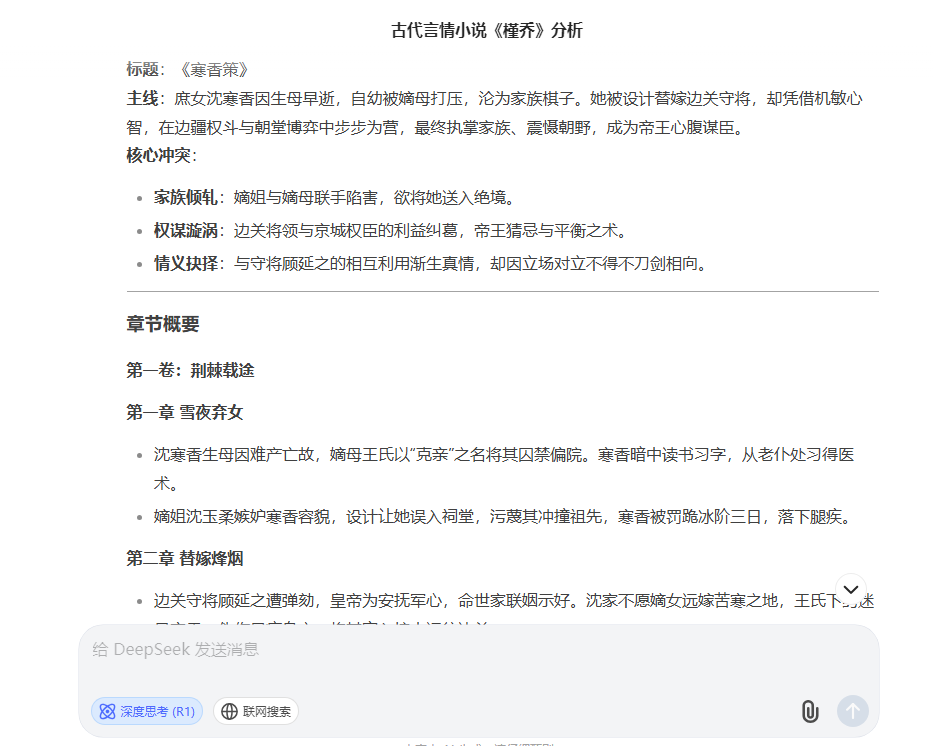 古代言情小说《槿乔》分析
标题：《寒香策》
主线：庶女沈寒香因生母早逝，自幼被嫡母打压，沦为家族棋子。她被设计替嫁边关守将，却凭借机敏心
智，在边疆权斗与朝堂博弈中步步为营，最终执掌家族、震慑朝野，成为帝王心腹谋臣。
核心冲突：
家族倾轧：嫡姐与嫡母联手陷害，欲将她送入绝境。
权谋漩涡：边关将领与京城权臣的利益纠葛，帝王猜忌与平衡之术。
情义抉择：与守将顾延之的相互利用渐生真情，却因立场对立不得不刀剑相向。
章节概要
第一卷：荆棘载途
第一章 雪夜弃女
沈寒香生母因难产亡故，嫡母王氏以“克亲”之名将其囚禁偏院。寒香暗中读书习字，从老仆处习得医
术。
嫡姐沈玉柔嫉妒寒香容貌，设计让她误入祠堂，污蔑其冲撞祖先，寒香被罚跪冰阶三日，落下腿疾。
第二章 替嫁烽烟
边关守将顾延之遭弹劾，皇帝为安抚军心，命世家联姻示好。沈家不愿嫡女远嫁苦寒之地，王氏下 迷
给 DeepSeek 发送消息
深度思考 (R1)
联网搜索